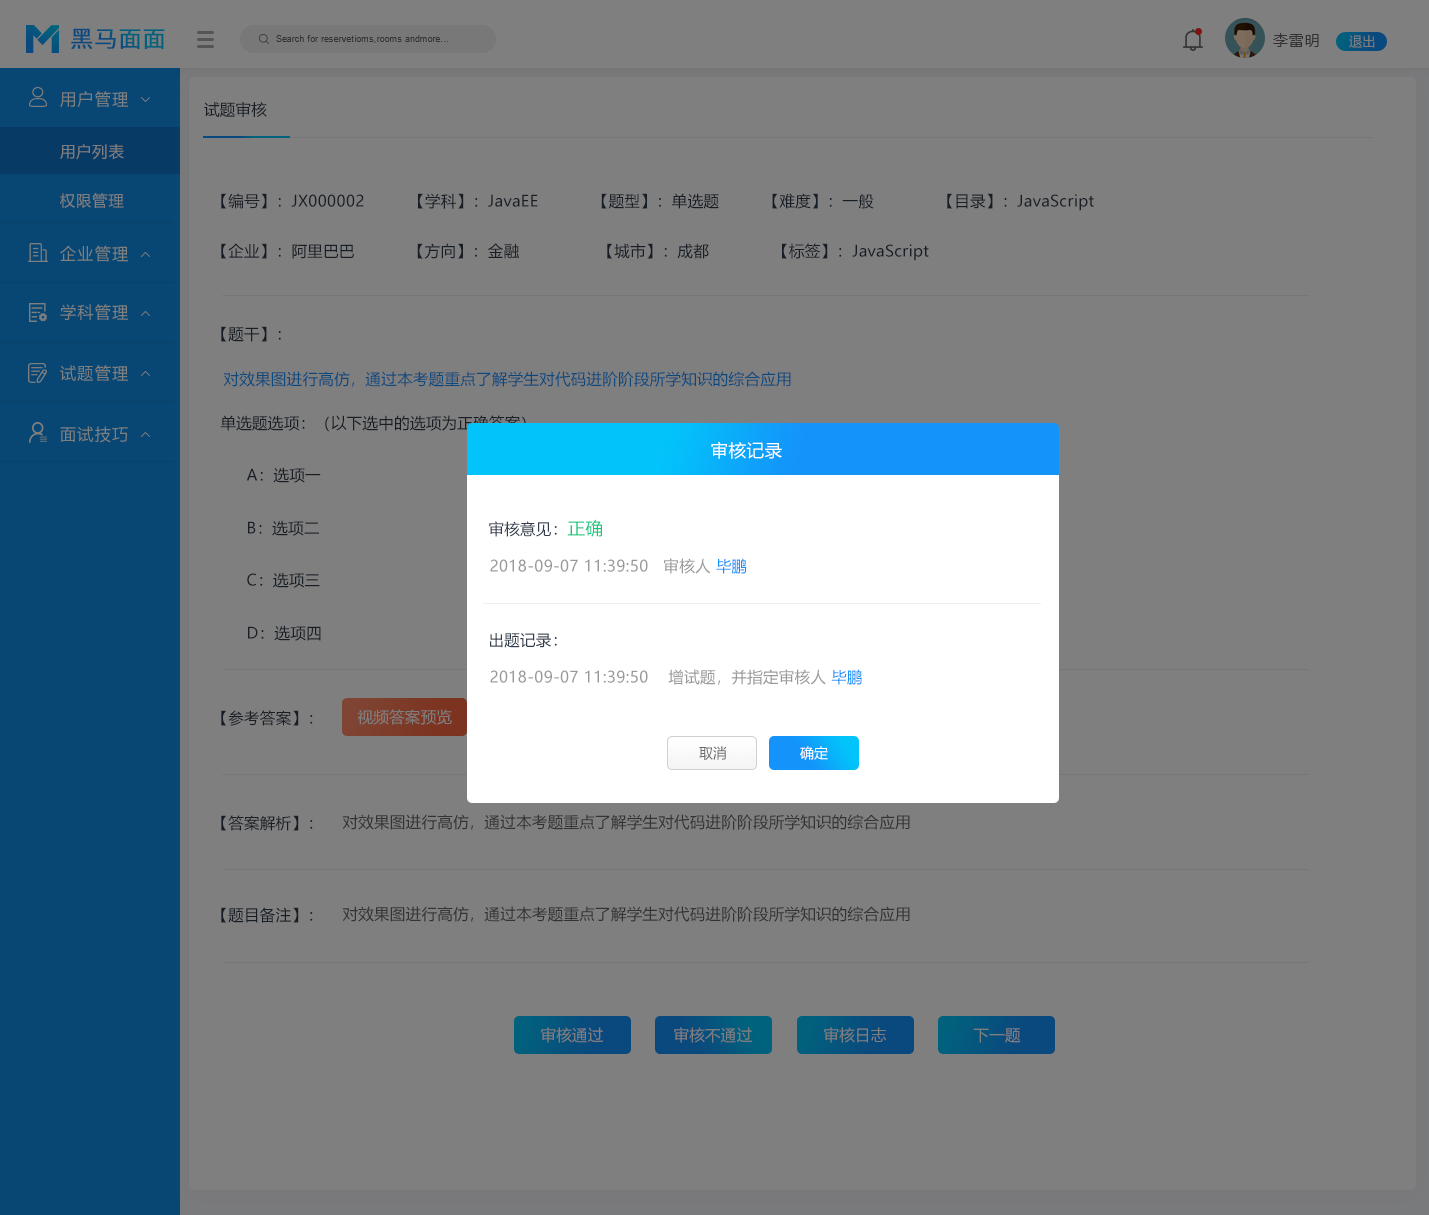 黑马面面
Search for reservetioms,rooms andmore...
李雷明
退出
用户管理
用户列表
权限管理
企业管理
学科管理
试题管理
面试技巧
试题审核
【编号】：JX000002 【学科】：JavaEE 【题型】：单选题 【难度】：一般 【目录】：JavaScript
【企业】：阿里巴巴 【方向】：金融 【城市】：成都 【标签】：JavaScript
【题干】：
对效果图进行高仿，通过本考题重点了解学生对代码进阶阶段所学知识的综合应用
单选题选项：（以下选中的选项为正确答案）
A：选项一
B：选项二
C：选项三
D：选项四
审核记录
审核意见：正确
2018-09-07 11:39:50 审核人 毕鹏
出题记录：
2018-09-07 11:39:50 增试题，并指定审核人 毕鹏
取消 确定
【参考答案】： 视频答案预览
【答案解析】： 对效果图进行高仿，通过本考题重点了解学生对代码进阶阶段所学知识的综合应用
【题目备注】： 对效果图进行高仿，通过本考题重点了解学生对代码进阶阶段所学知识的综合应用
审核通过 审核不通过 审核日志 下一题